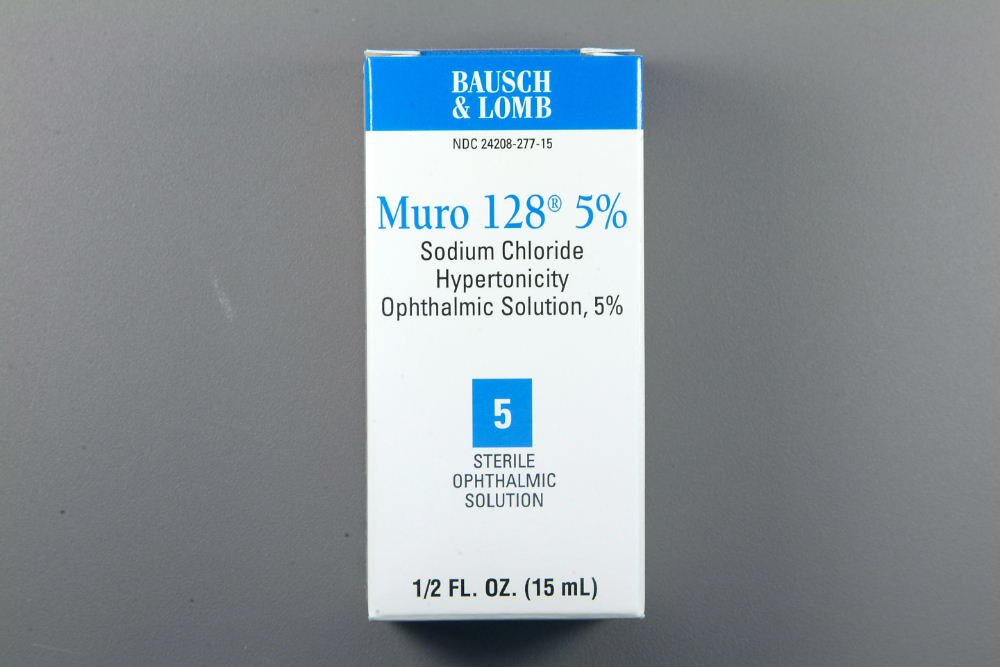 BAUSCH
& LOMB
NDC 24208-277-15
Muro 128® 5%
Sodium Chloride
Hypertonicity
Ophthalmic Solution, 5%
5
STERILE
OPHTHALMIC
SOLUTION
1/2 FL. OZ. (15 mL)